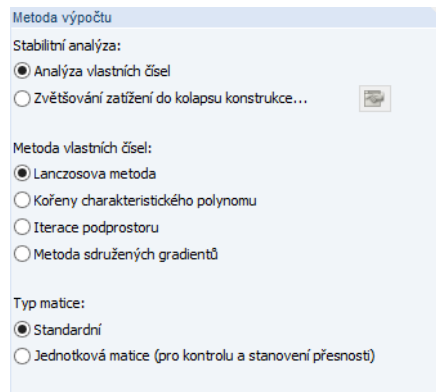 Metoda výpočtu
Stabilitní analýza:
Analýza vlastních čísel
Zvětšování zatížení do kolapsu konstrukce...
Metoda vlastních čísel:
Lanczosova metoda
Kořeny charakteristického polynomu
Iterace podprostoru
Metoda sdružených gradientů
Typ matice:
Standardní
Jednotková matice (pro kontrolu a stanovení přesnosti)